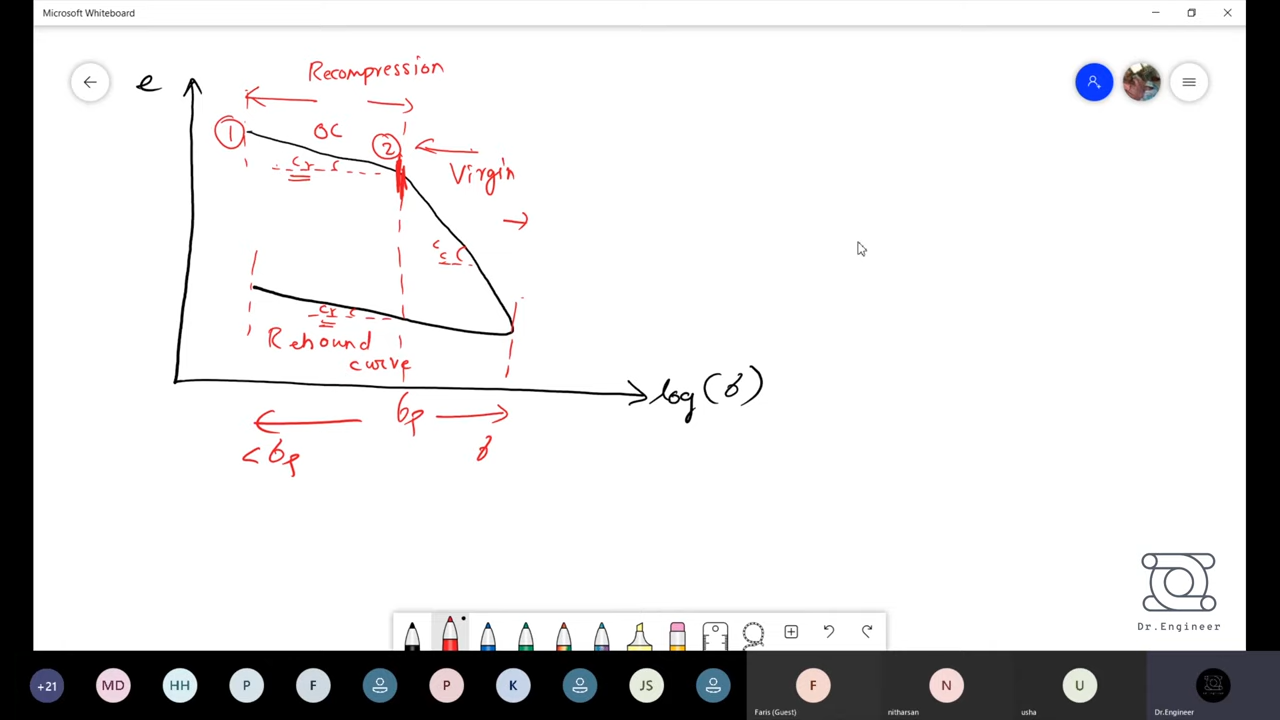 Microsoft Whiteboard
e
Recompression
1
OC
2
Cr
Virgin
Cc
Cr
Rebound
curve
log(σ)
σp
<σp
σ
Dr.Engineer
+21
MD
HH
P
F
P
K
JS
F
N
U
Faris (Guest)
nitharsan
usha
Dr.Engineer